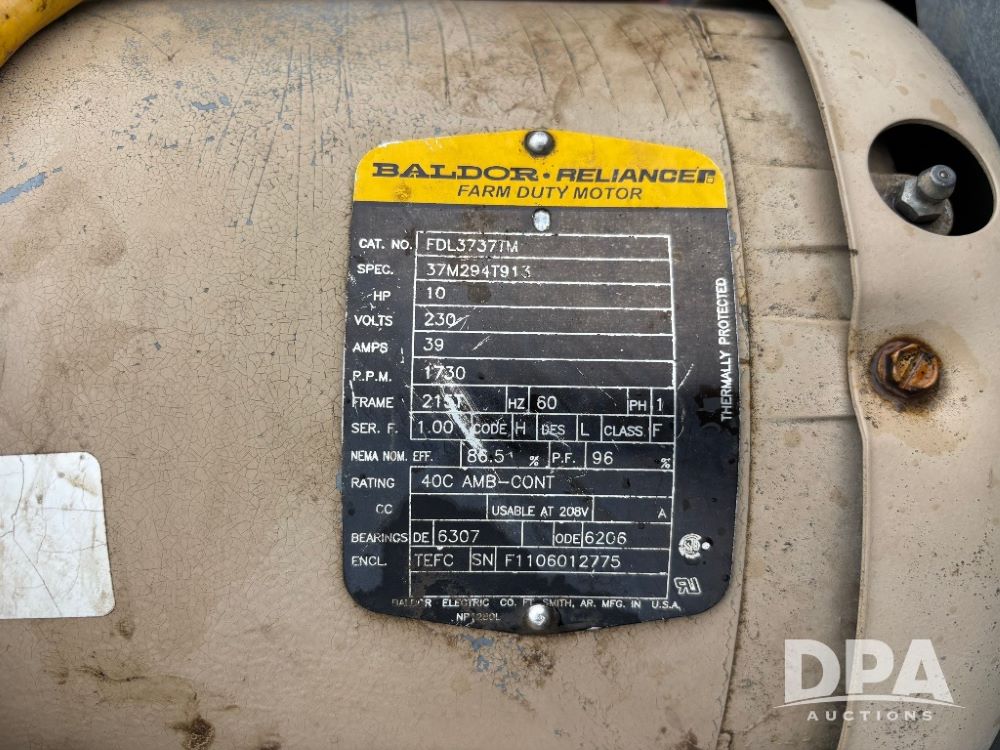 BALDOR · RELIANCE
FARM DUTY MOTOR
CAT. NO. FDL3737TM
SPEC. 37M294T913
HP 10
VOLTS 230
AMPS 39
R.P.M. 1730
FRAME 215T HZ 60 PH 1
SER. F. 1.00 CODE H DES L CLASS F
NEMA NOM. EFF. 86.5 % P.F. 96 %
RATING 40C AMB-CONT
CC USABLE AT 208V A
BEARINGS DE 6307 ODE 6206
ENCL. TEFC SN F1106012775
BALDOR ELECTRIC CO. FT. SMITH, AR. MFG. IN U.S.A.
THERMALLY PROTECTED
DPA
AUCTIONS